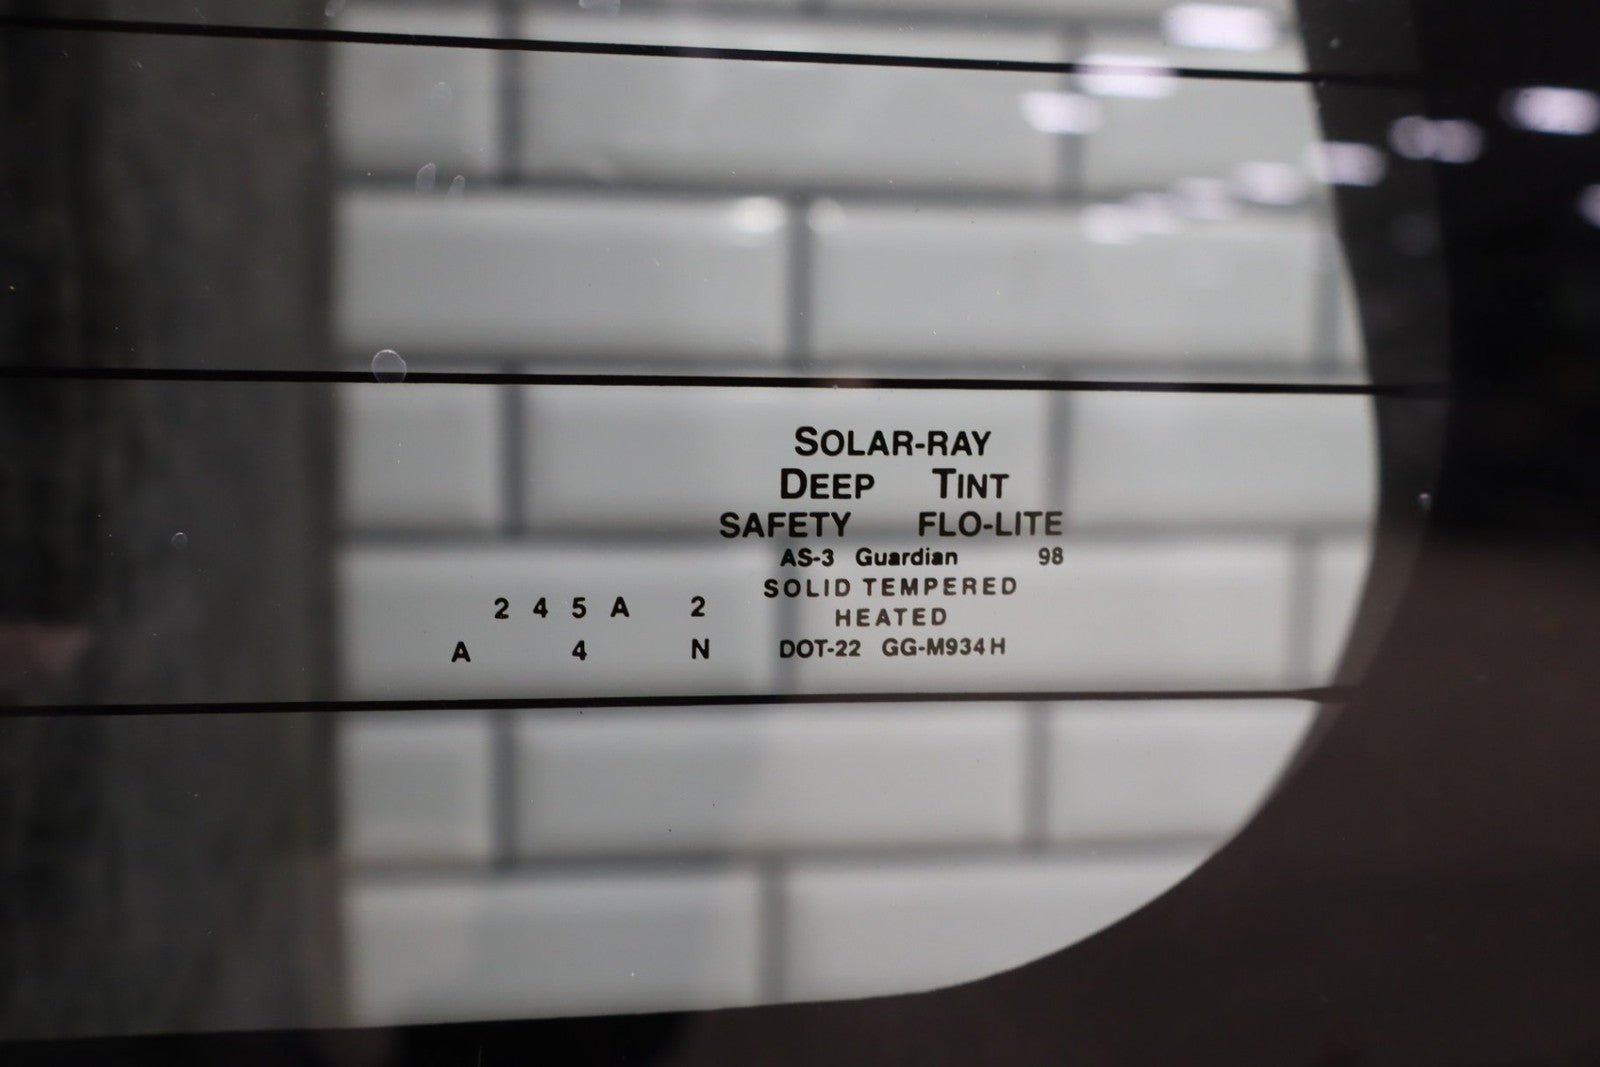 SOLAR-RAY
DEEP TINT
SAFETY FLO-LITE
AS-3 Guardian 98
SOLID TEMPERED
HEATED
DOT-22 GG-M934H
2 4 5 A 2
A 4 N